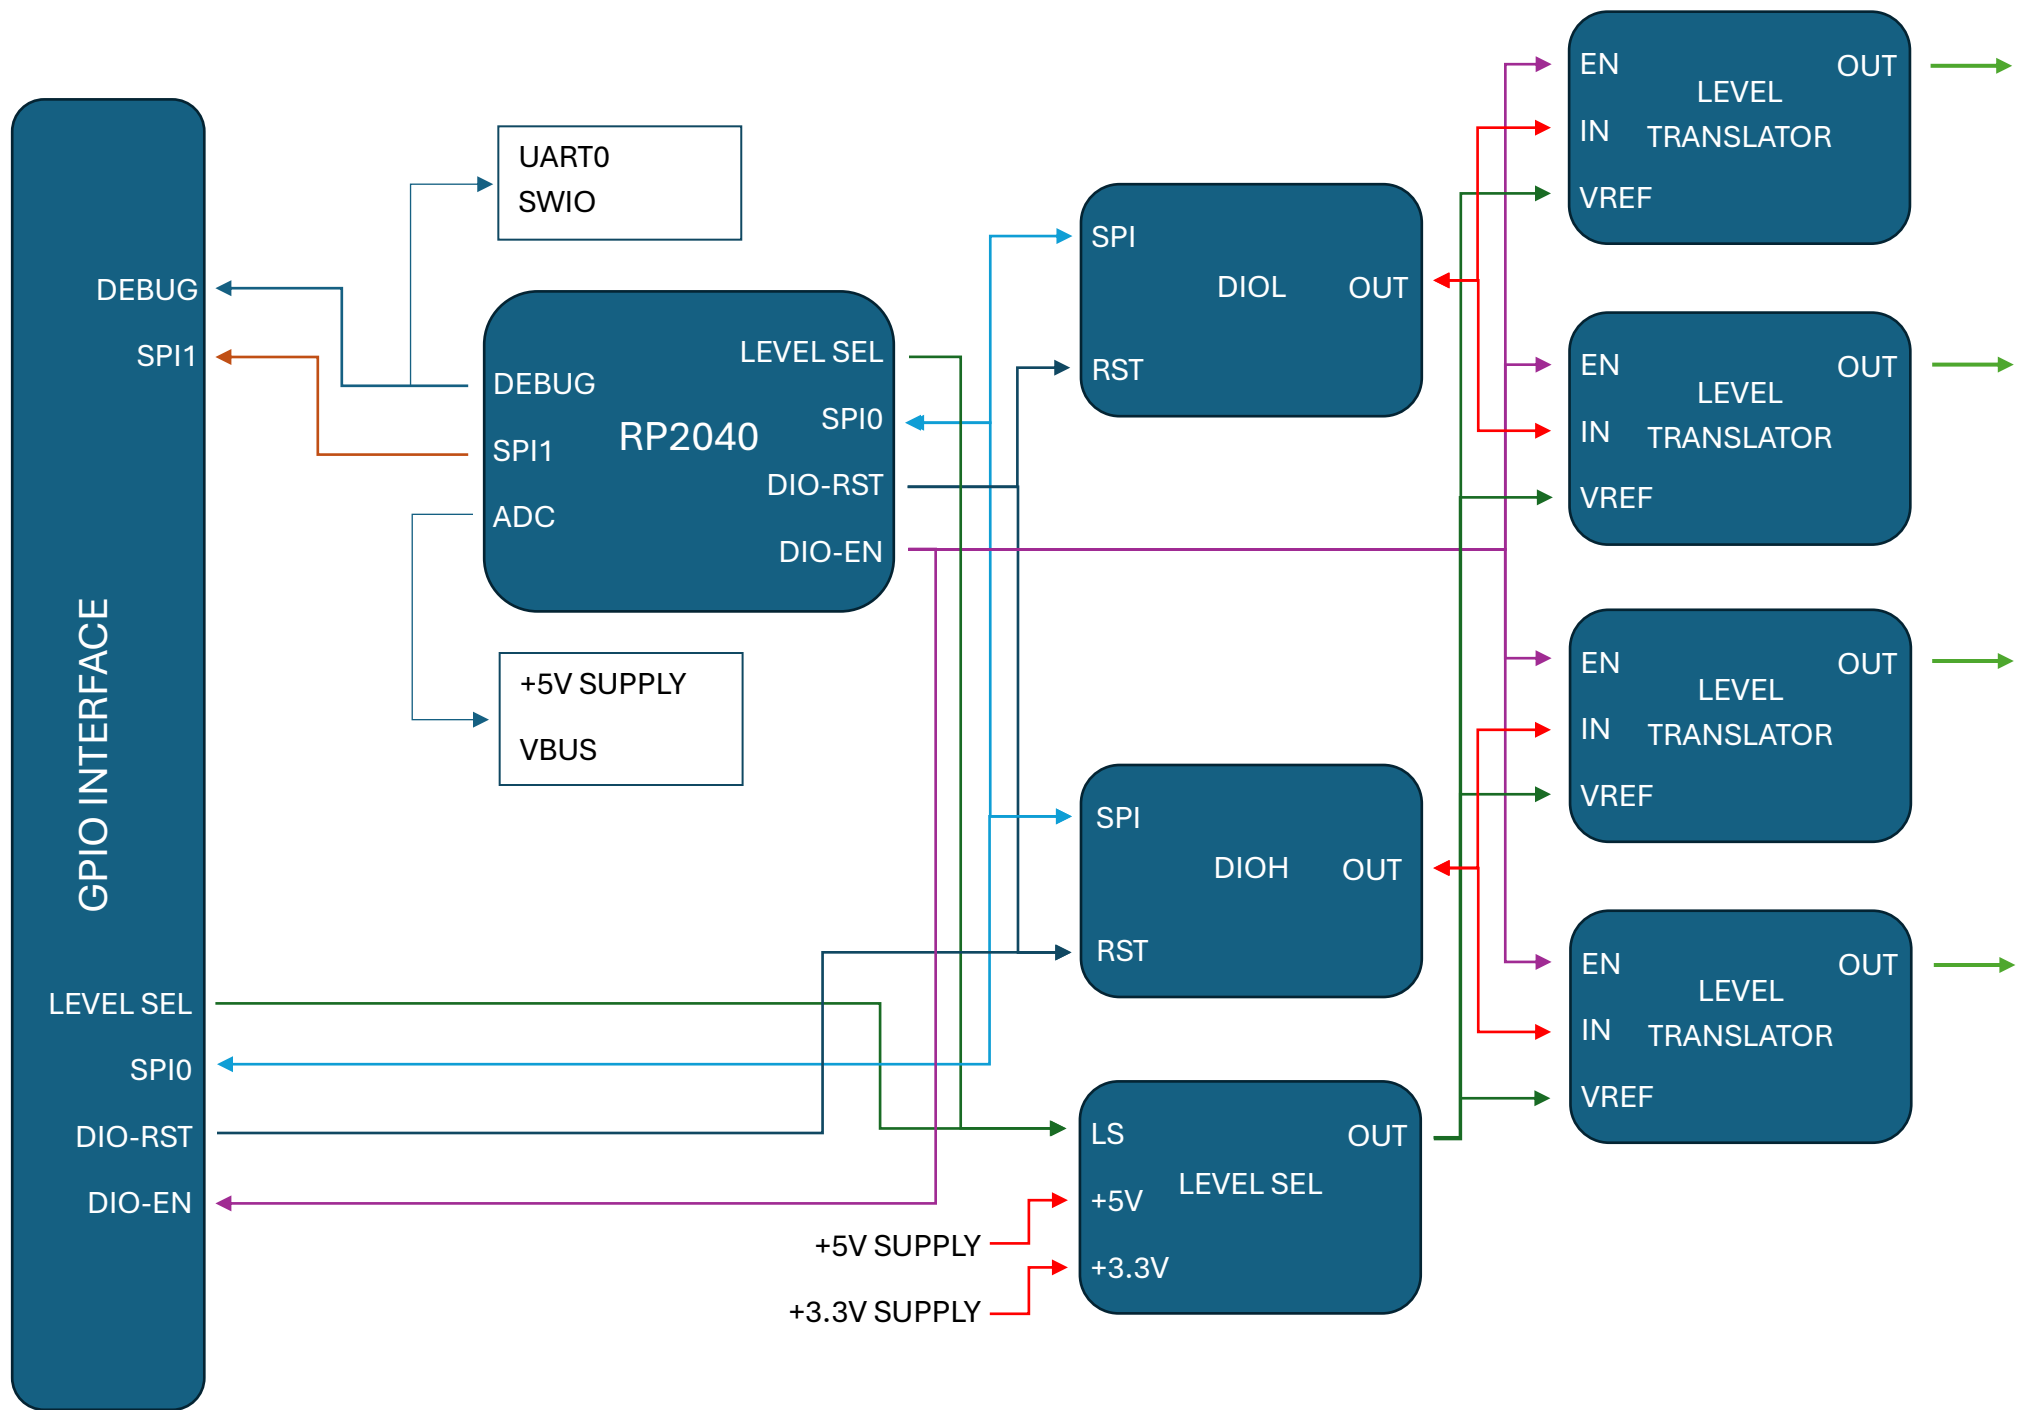 GPIO INTERFACE
DEBUG
SPI1
LEVEL SEL
SPI0
DIO-RST
DIO-EN
UART0
SWIO
DEBUG
SPI1
ADC
RP2040
LEVEL SEL
SPI0
DIO-RST
DIO-EN
+5V SUPPLY
VBUS
SPI
DIOL
OUT
RST
SPI
DIOH
OUT
RST
LS
OUT
LEVEL SEL
+5V
+3.3V
+5V SUPPLY
+3.3V SUPPLY
EN
OUT
LEVEL
IN
TRANSLATOR
VREF
EN
OUT
LEVEL
IN
TRANSLATOR
VREF
EN
OUT
LEVEL
IN
TRANSLATOR
VREF
EN
OUT
LEVEL
IN
TRANSLATOR
VREF